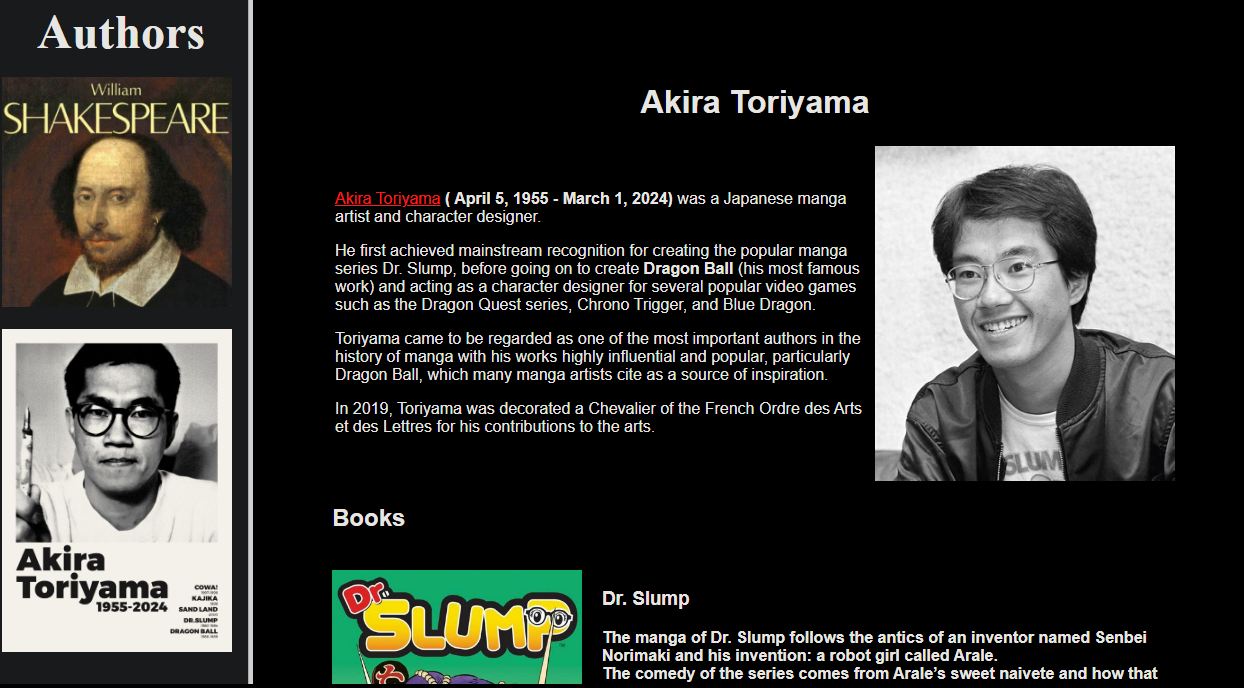 Authors
William
SHAKESPEARE
Akira
Toriyama
1955-2024
COWA!
KAJIKA
SAND LAND
DR.SLUMP
DRAGON BALL
Akira Toriyama
Akira Toriyama ( April 5, 1955 - March 1, 2024) was a Japanese manga
artist and character designer.
He first achieved mainstream recognition for creating the popular manga
series Dr. Slump, before going on to create Dragon Ball (his most famous
work) and acting as a character designer for several popular video games
such as the Dragon Quest series, Chrono Trigger, and Blue Dragon.
Toriyama came to be regarded as one of the most important authors in the
history of manga with his works highly influential and popular, particularly
Dragon Ball, which many manga artists cite as a source of inspiration.
In 2019, Toriyama was decorated a Chevalier of the French Ordre des Arts
et des Lettres for his contributions to the arts.
SLUM
Books
Dr.
SLUMP
Dr. Slump
The manga of Dr. Slump follows the antics of an inventor named Senbei
Norimaki and his invention: a robot girl called Arale.
The comedy of the series comes from Arale’s sweet naivete and how that